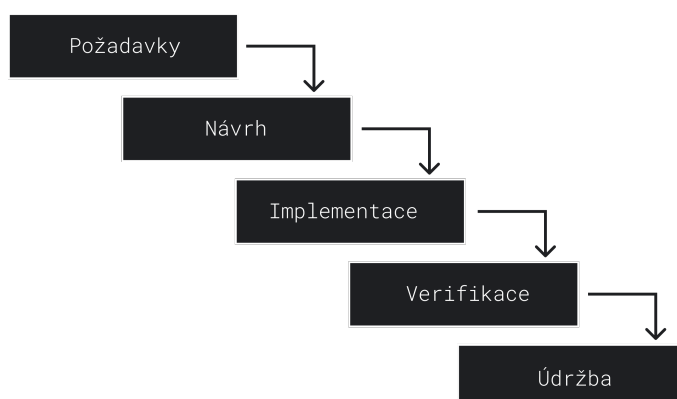 Požadavky
Návrh
Implementace
Verifikace
Údržba